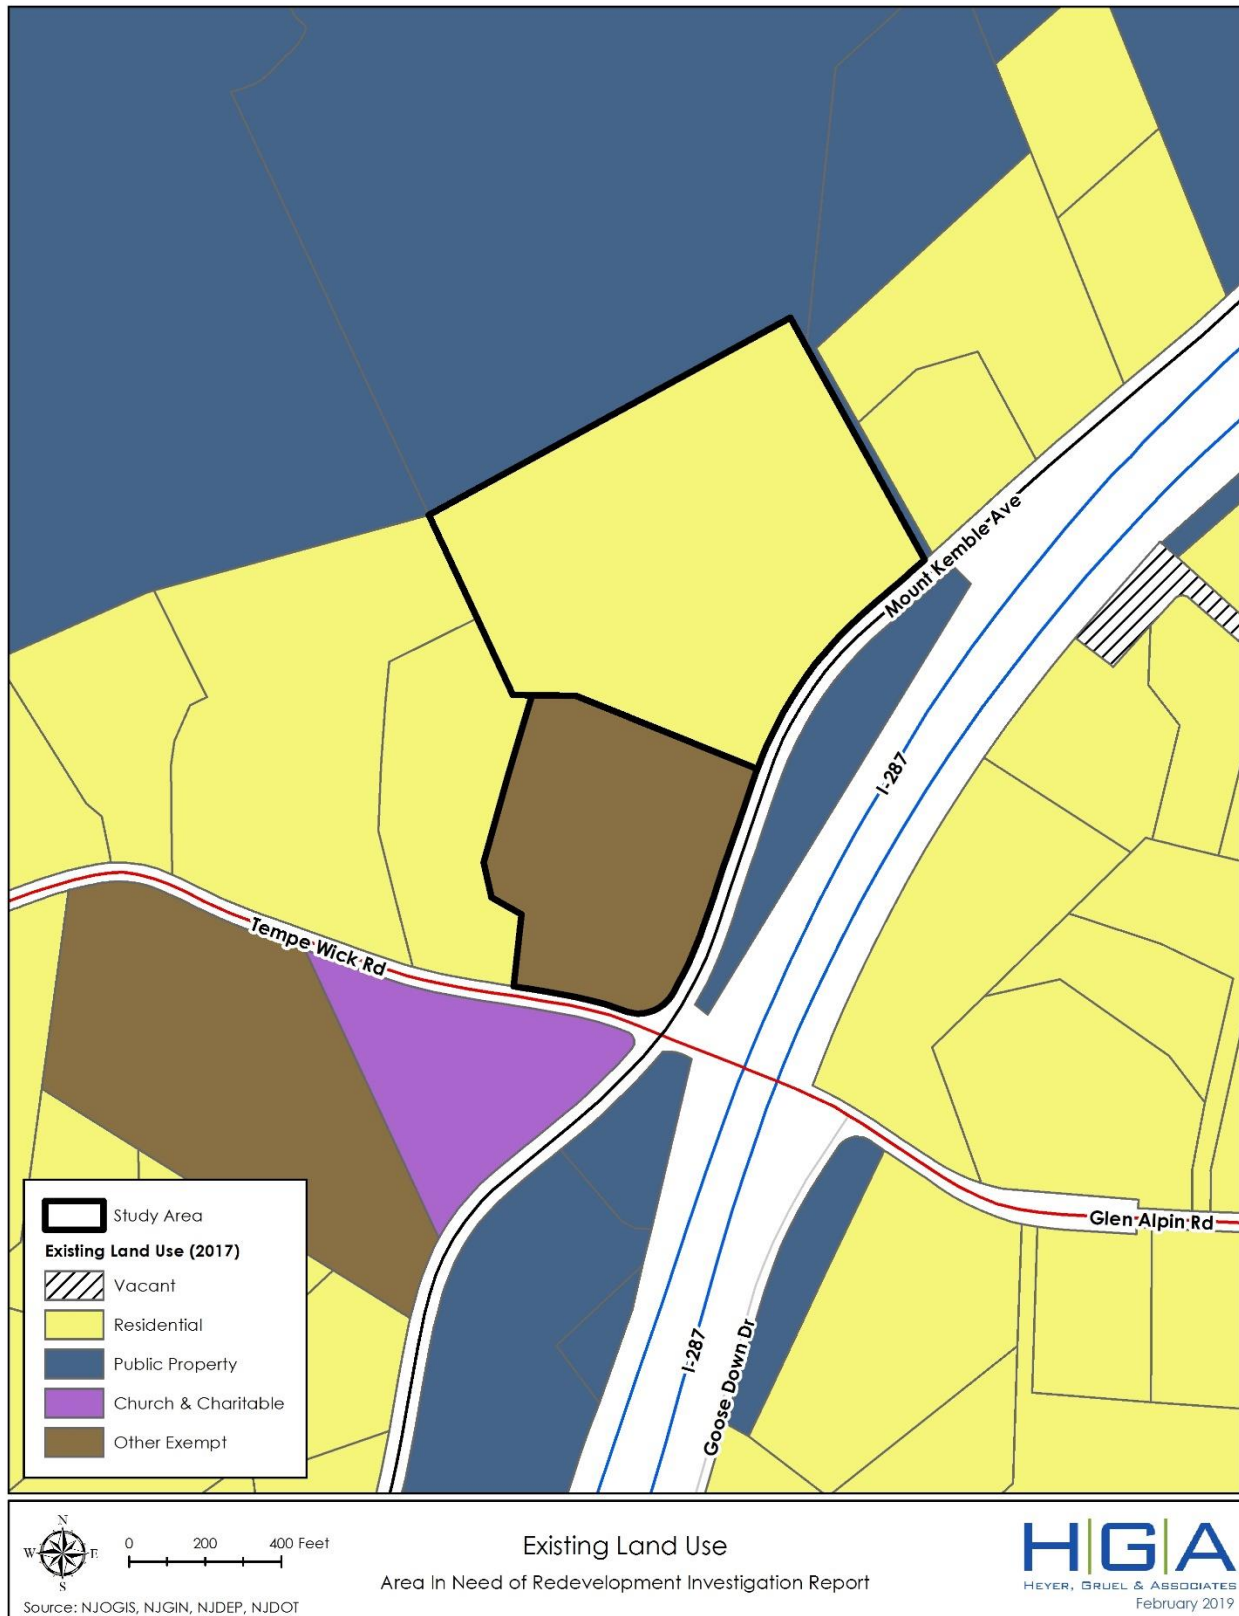 Mount Kemble Ave
I-287
Tempe Wick Rd
Glen Alpin Rd
I-287
Goose Down Dr
Study Area
Existing Land Use (2017)
Vacant
Residential
Public Property
Church & Charitable
Other Exempt
N
W E
S
0 200 400 Feet
Source: NJOGIS, NJGIN, NJDEP, NJDOT
Existing Land Use
Area In Need of Redevelopment Investigation Report
H|G|A
HEYER, GRUEL & ASSOCIATES
February 2019